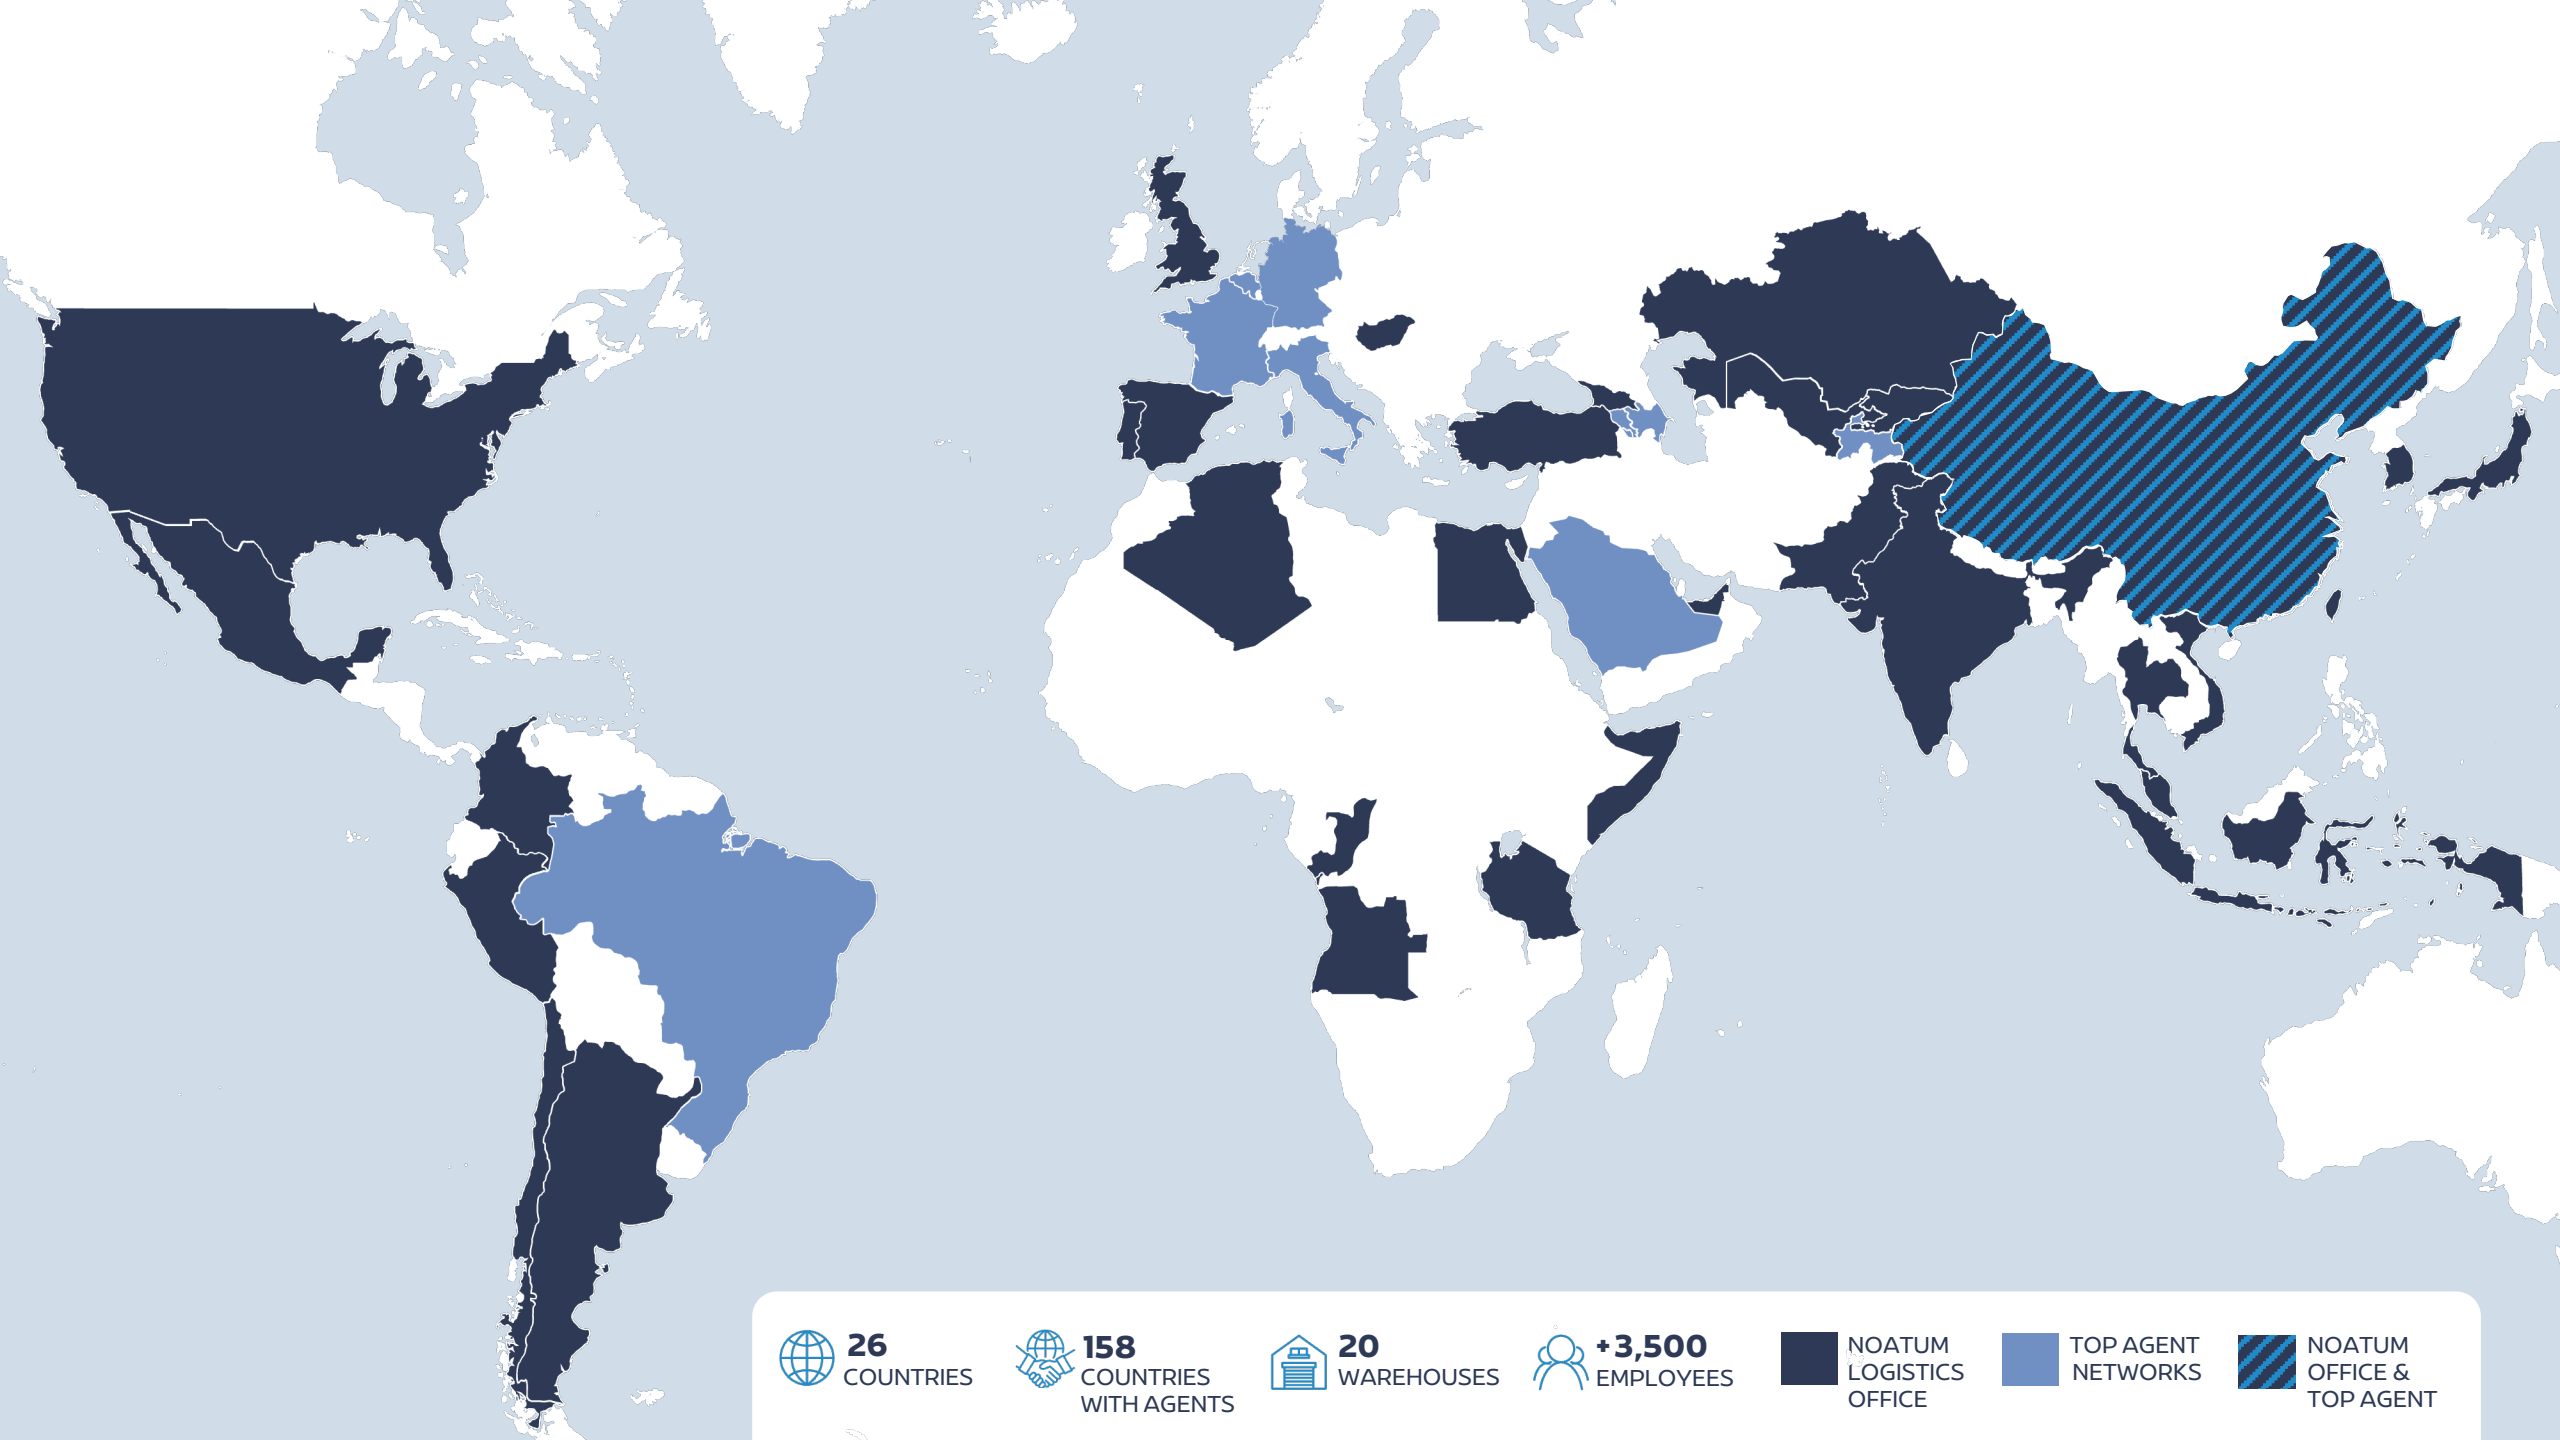 26
COUNTRIES
158
COUNTRIES
WITH AGENTS
20
WAREHOUSES
+3,500
EMPLOYEES
NOATUM
LOGISTICS
OFFICE
TOP AGENT
NETWORKS
NOATUM
OFFICE &
TOP AGENT